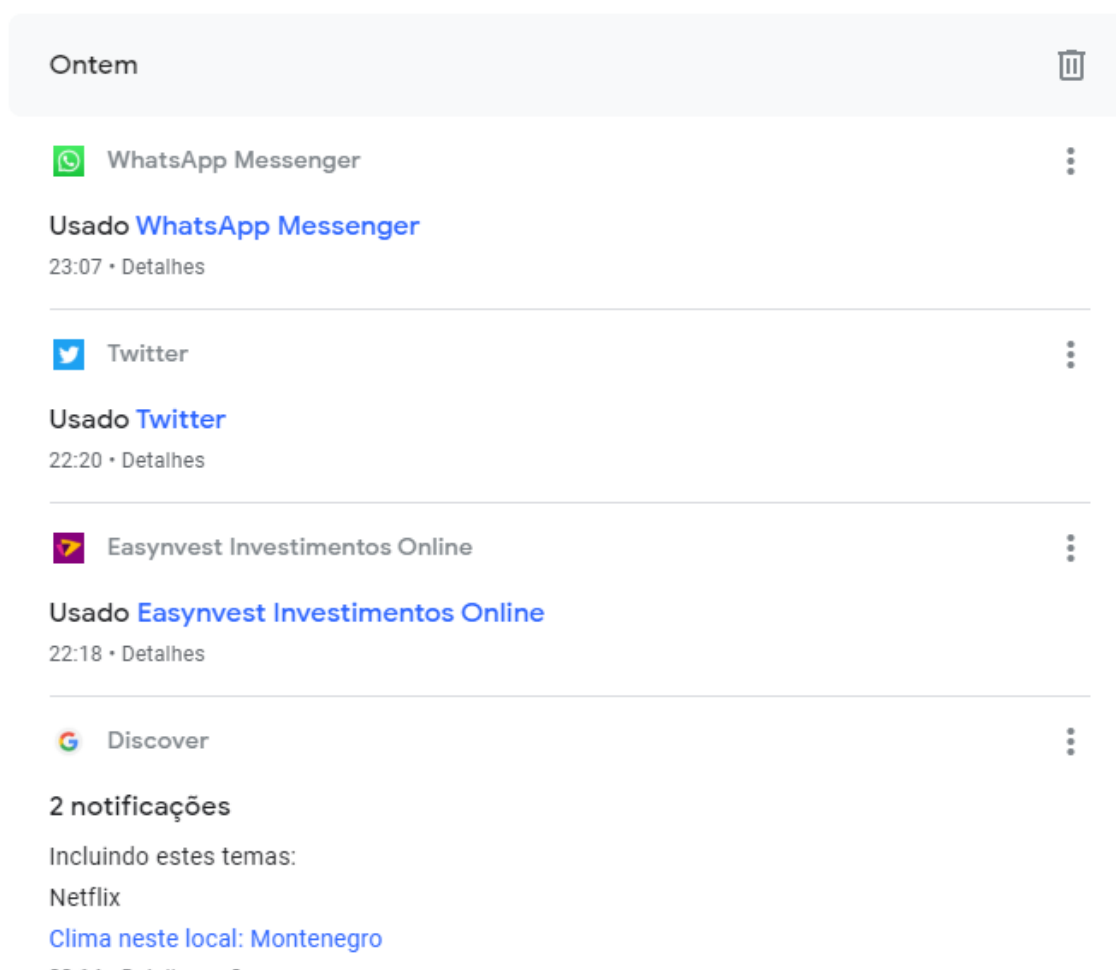 Ontem
WhatsApp Messenger
Usado WhatsApp Messenger
23:07 • Detalhes
Twitter
Usado Twitter
22:20 • Detalhes
Easynvest Investimentos Online
Usado Easynvest Investimentos Online
22:18 • Detalhes
Discover
2 notificações
Incluindo estes temas:
Netflix
Clima neste local: Montenegro